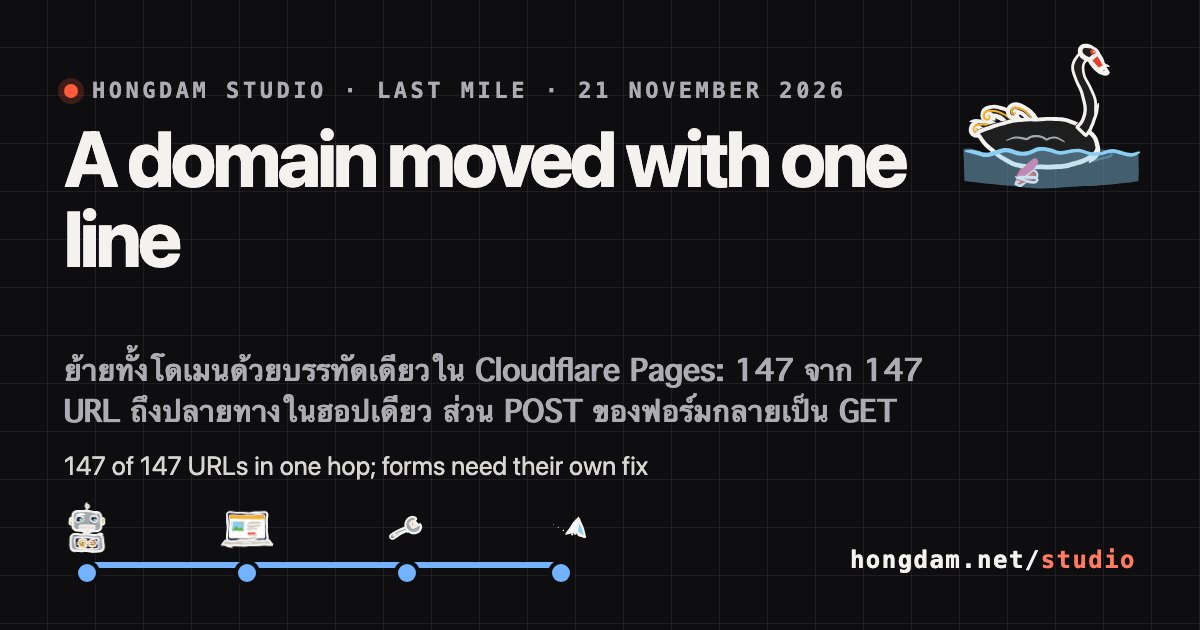 HONGDAM STUDIO · LAST MILE · 21 NOVEMBER 2026
A domain moved with one
line
ย้ายทั้งโดเมนด้วยบรรทัดเดียวใน Cloudflare Pages: 147 จาก 147
URL ถึงปลายทางในฮอปเดียว ส่วน POST ของฟอร์มกลายเป็น GET
147 of 147 URLs in one hop; forms need their own fix
hongdam.net/studio